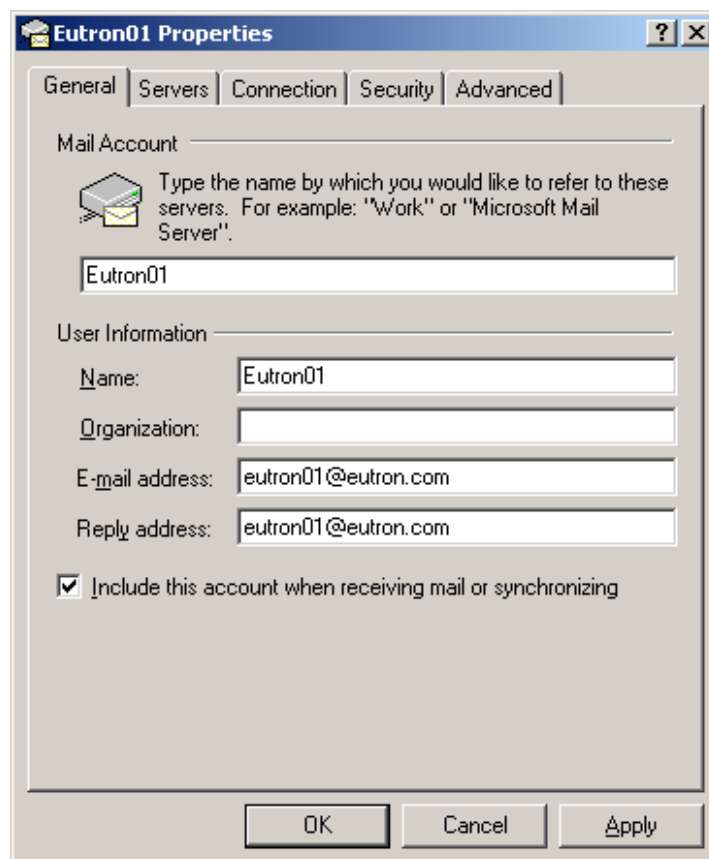 Eutron01 Properties
General Servers Connection Security Advanced
Mail Account
Type the name by which you would like to refer to these
servers. For example: "Work" or "Microsoft Mail
Server".
Eutron01
User Information
Name: Eutron01
Organization:
E-mail address: eutron01@eutron.com
Reply address: eutron01@eutron.com
Include this account when receiving mail or synchronizing
OK Cancel Apply